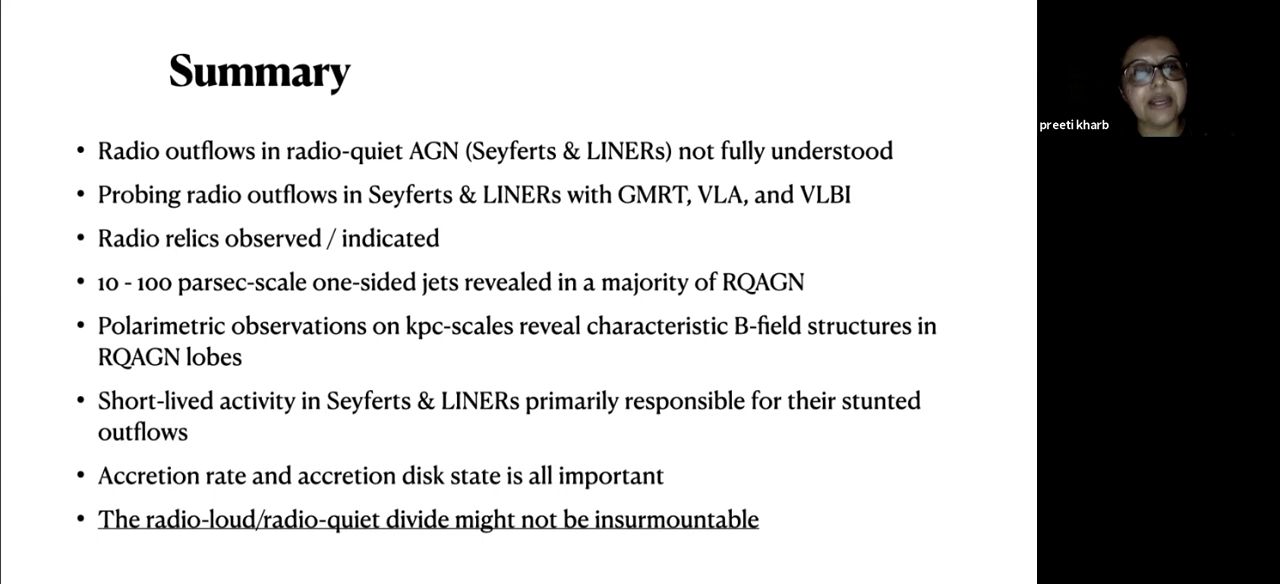 Summary
• Radio outflows in radio-quiet AGN (Seyferts & LINERs) not fully understood
• Probing radio outflows in Seyferts & LINERs with GMRT, VLA, and VLBI
• Radio relics observed / indicated
• 10 - 100 parsec-scale one-sided jets revealed in a majority of RQAGN
• Polarimetric observations on kpc-scales reveal characteristic B-field structures in
RQAGN lobes
• Short-lived activity in Seyferts & LINERs primarily responsible for their stunted
outflows
• Accretion rate and accretion disk state is all important
• The radio-loud/radio-quiet divide might not be insurmountable
preeti kharb